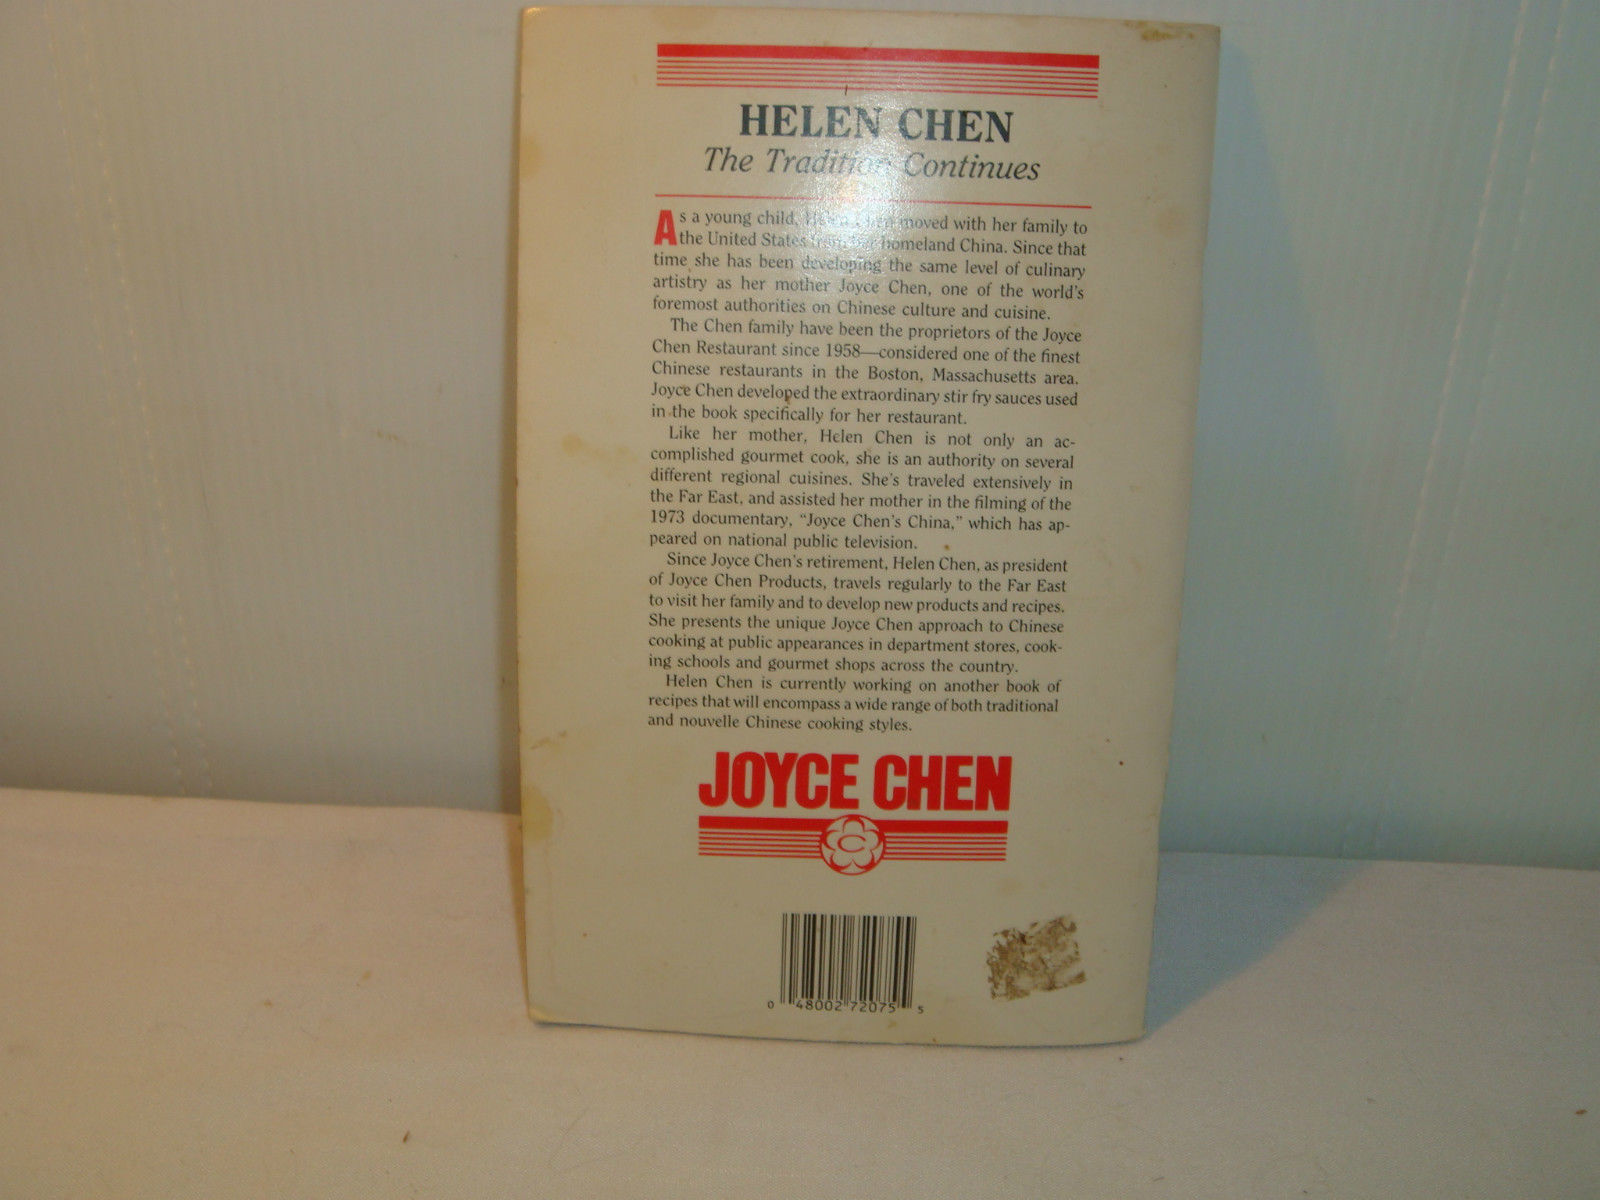 HELEN CHEN
The Tradition Continues
As a young child, Helen Chen moved with her family to
the United States from her homeland China. Since that
time she has been developing the same level of culinary
artistry as her mother Joyce Chen, one of the world's
foremost authorities on Chinese culture and cuisine.
The Chen family have been the proprietors of the Joyce
Chen Restaurant since 1958—considered one of the finest
Chinese restaurants in the Boston, Massachusetts area.
Joyce Chen developed the extraordinary stir fry sauces used
in the book specifically for her restaurant.
Like her mother, Helen Chen is not only an ac-
complished gourmet cook, she is an authority on several
different regional cuisines. She's traveled extensively in
the Far East, and assisted her mother in the filming of the
1973 documentary, “Joyce Chen's China,” which has ap-
peared on national public television.
Since Joyce Chen's retirement, Helen Chen, as president
of Joyce Chen Products, travels regularly to the Far East
to visit her family and to develop new products and recipes.
She presents the unique Joyce Chen approach to Chinese
cooking at public appearances in department stores, cook-
ing schools and gourmet shops across the country.
Helen Chen is currently working on another book of
recipes that will encompass a wide range of both traditional
and nouvelle Chinese cooking styles.
JOYCE CHEN
C
0 48002 72075 5